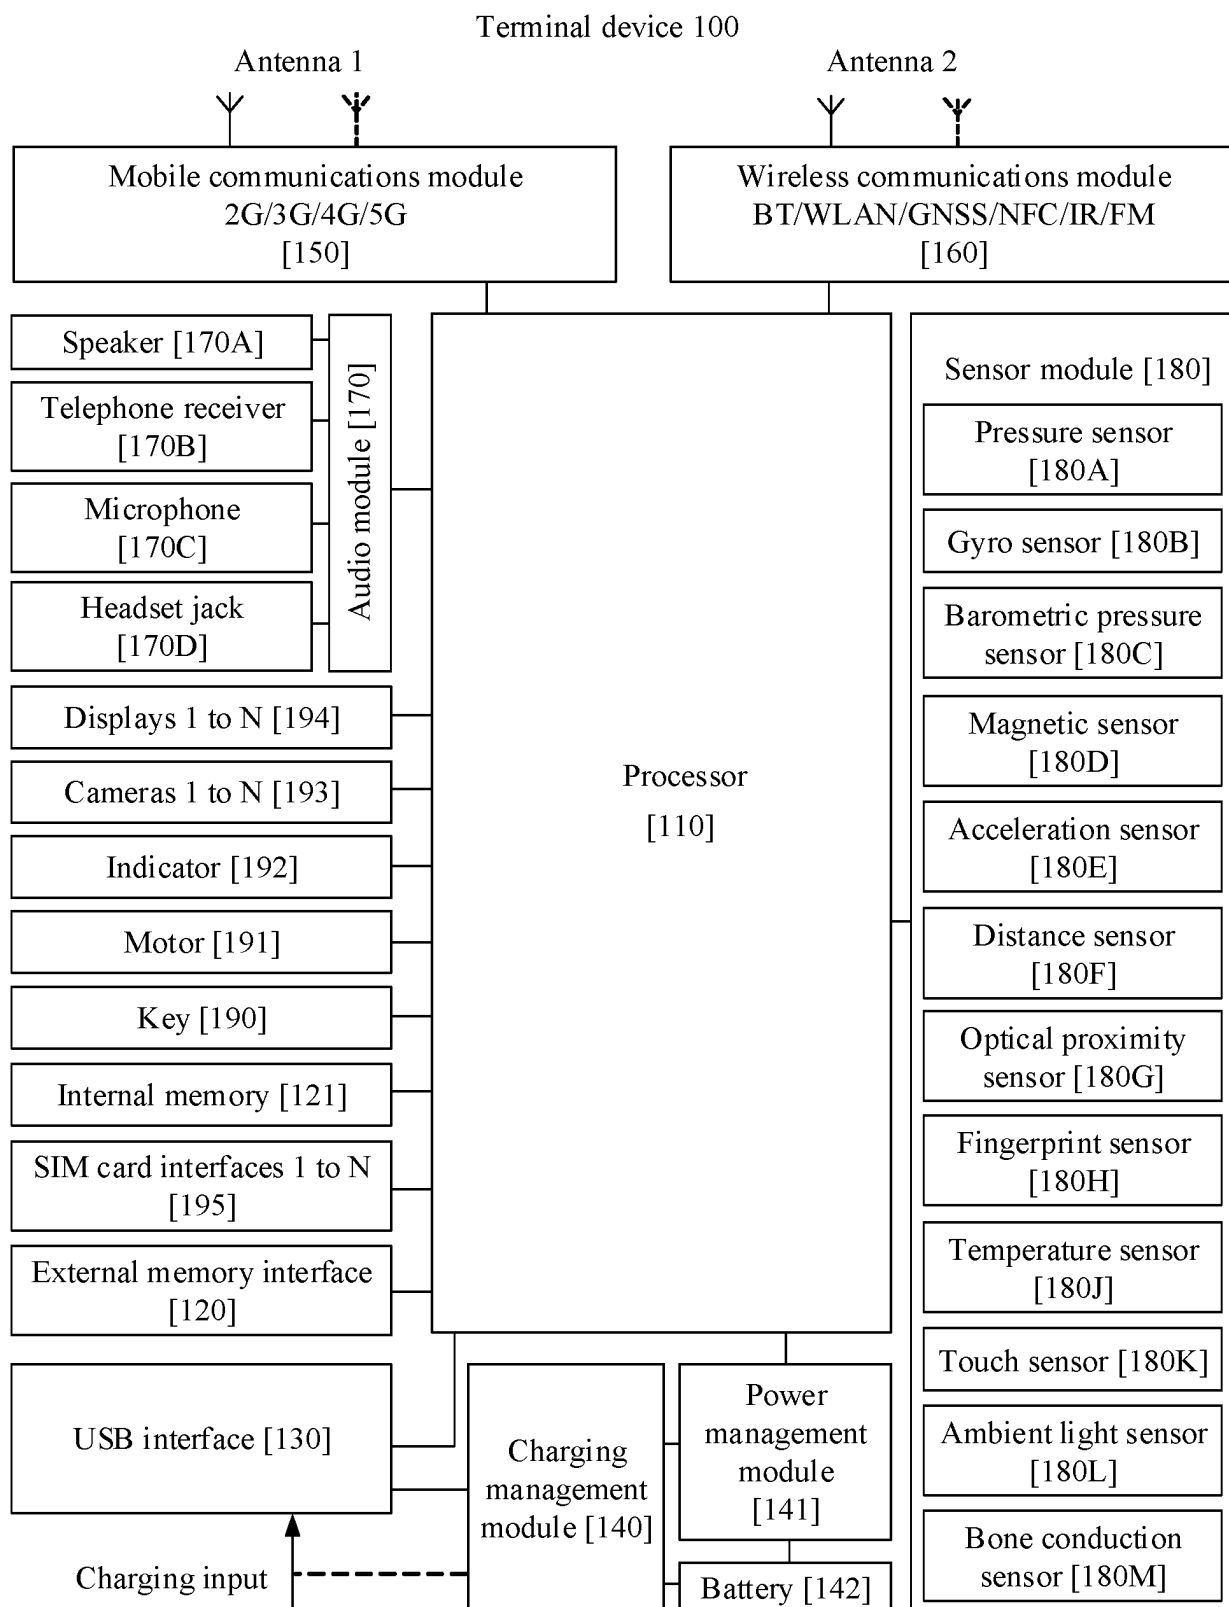 Terminal device 100
Antenna 1
Antenna 2
Mobile communications module
2G/3G/4G/5G
[150]
Wireless communications module
BT/WLAN/GNSS/NFC/IR/FM
[160]
Speaker [170A]
Telephone receiver
[170B]
Microphone
[170C]
Headset jack
[170D]
Audio module [170]
Displays 1 to N [194]
Cameras 1 to N [193]
Indicator [192]
Motor [191]
Key [190]
Internal memory [121]
SIM card interfaces 1 to N
[195]
External memory interface
[120]
USB interface [130]
Charging input
Processor
[110]
Charging
management
module [140]
Power
management
module
[141]
Battery [142]
Sensor module [180]
Pressure sensor
[180A]
Gyro sensor [180B]
Barometric pressure
sensor [180C]
Magnetic sensor
[180D]
Acceleration sensor
[180E]
Distance sensor
[180F]
Optical proximity
sensor [180G]
Fingerprint sensor
[180H]
Temperature sensor
[180J]
Touch sensor [180K]
Ambient light sensor
[180L]
Bone conduction
sensor [180M]